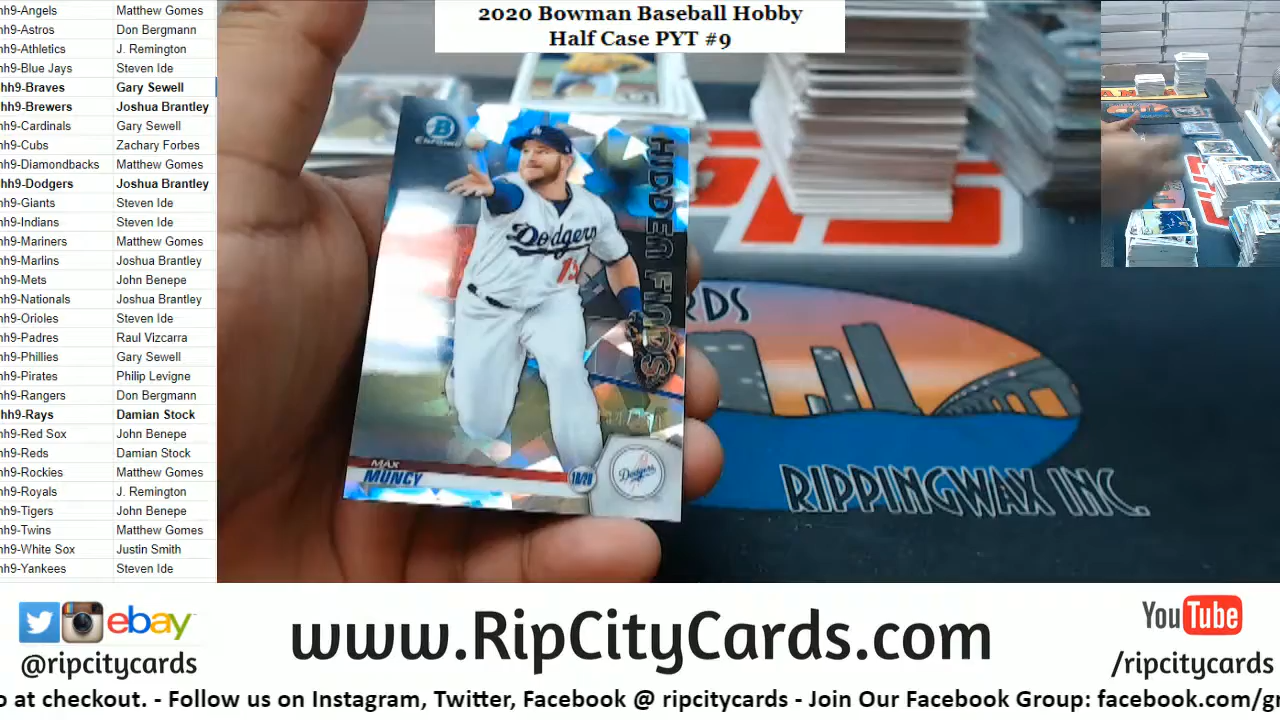 2020 Bowman Baseball Hobby
Half Case PYT #9
hh9-Angels Matthew Gomes
hh9-Astros Don Bergmann
hh9-Athletics J. Remington
hh9-Blue Jays Steven Ide
hh9-Braves Gary Sewell
hh9-Brewers Joshua Brantley
hh9-Cardinals Gary Sewell
hh9-Cubs Zachary Forbes
hh9-Diamondbacks Matthew Gomes
hh9-Dodgers Joshua Brantley
hh9-Giants Steven Ide
hh9-Indians Steven Ide
hh9-Mariners Matthew Gomes
hh9-Marlins Joshua Brantley
hh9-Mets John Benepe
hh9-Nationals Joshua Brantley
hh9-Orioles Steven Ide
hh9-Padres Raul Vizcarra
hh9-Phillies Gary Sewell
hh9-Pirates Philip Levigne
hh9-Rangers Don Bergmann
hh9-Rays Damian Stock
hh9-Red Sox John Benepe
hh9-Reds Damian Stock
hh9-Rockies Matthew Gomes
hh9-Royals J. Remington
hh9-Tigers John Benepe
hh9-Twins Matthew Gomes
hh9-White Sox Justin Smith
hh9-Yankees Steven Ide
B
Chrome
HIDDEN FINDS
Dodgers
MAX
MUNCY
Dodgers
RDS
RIPPINGWAX INC.
ebay
@ripcitycards
www.RipCityCards.com
YouTube
/ripcitycards
o at checkout. - Follow us on Instagram, Twitter, Facebook @ ripcitycards - Join Our Facebook Group: facebook.com/gr